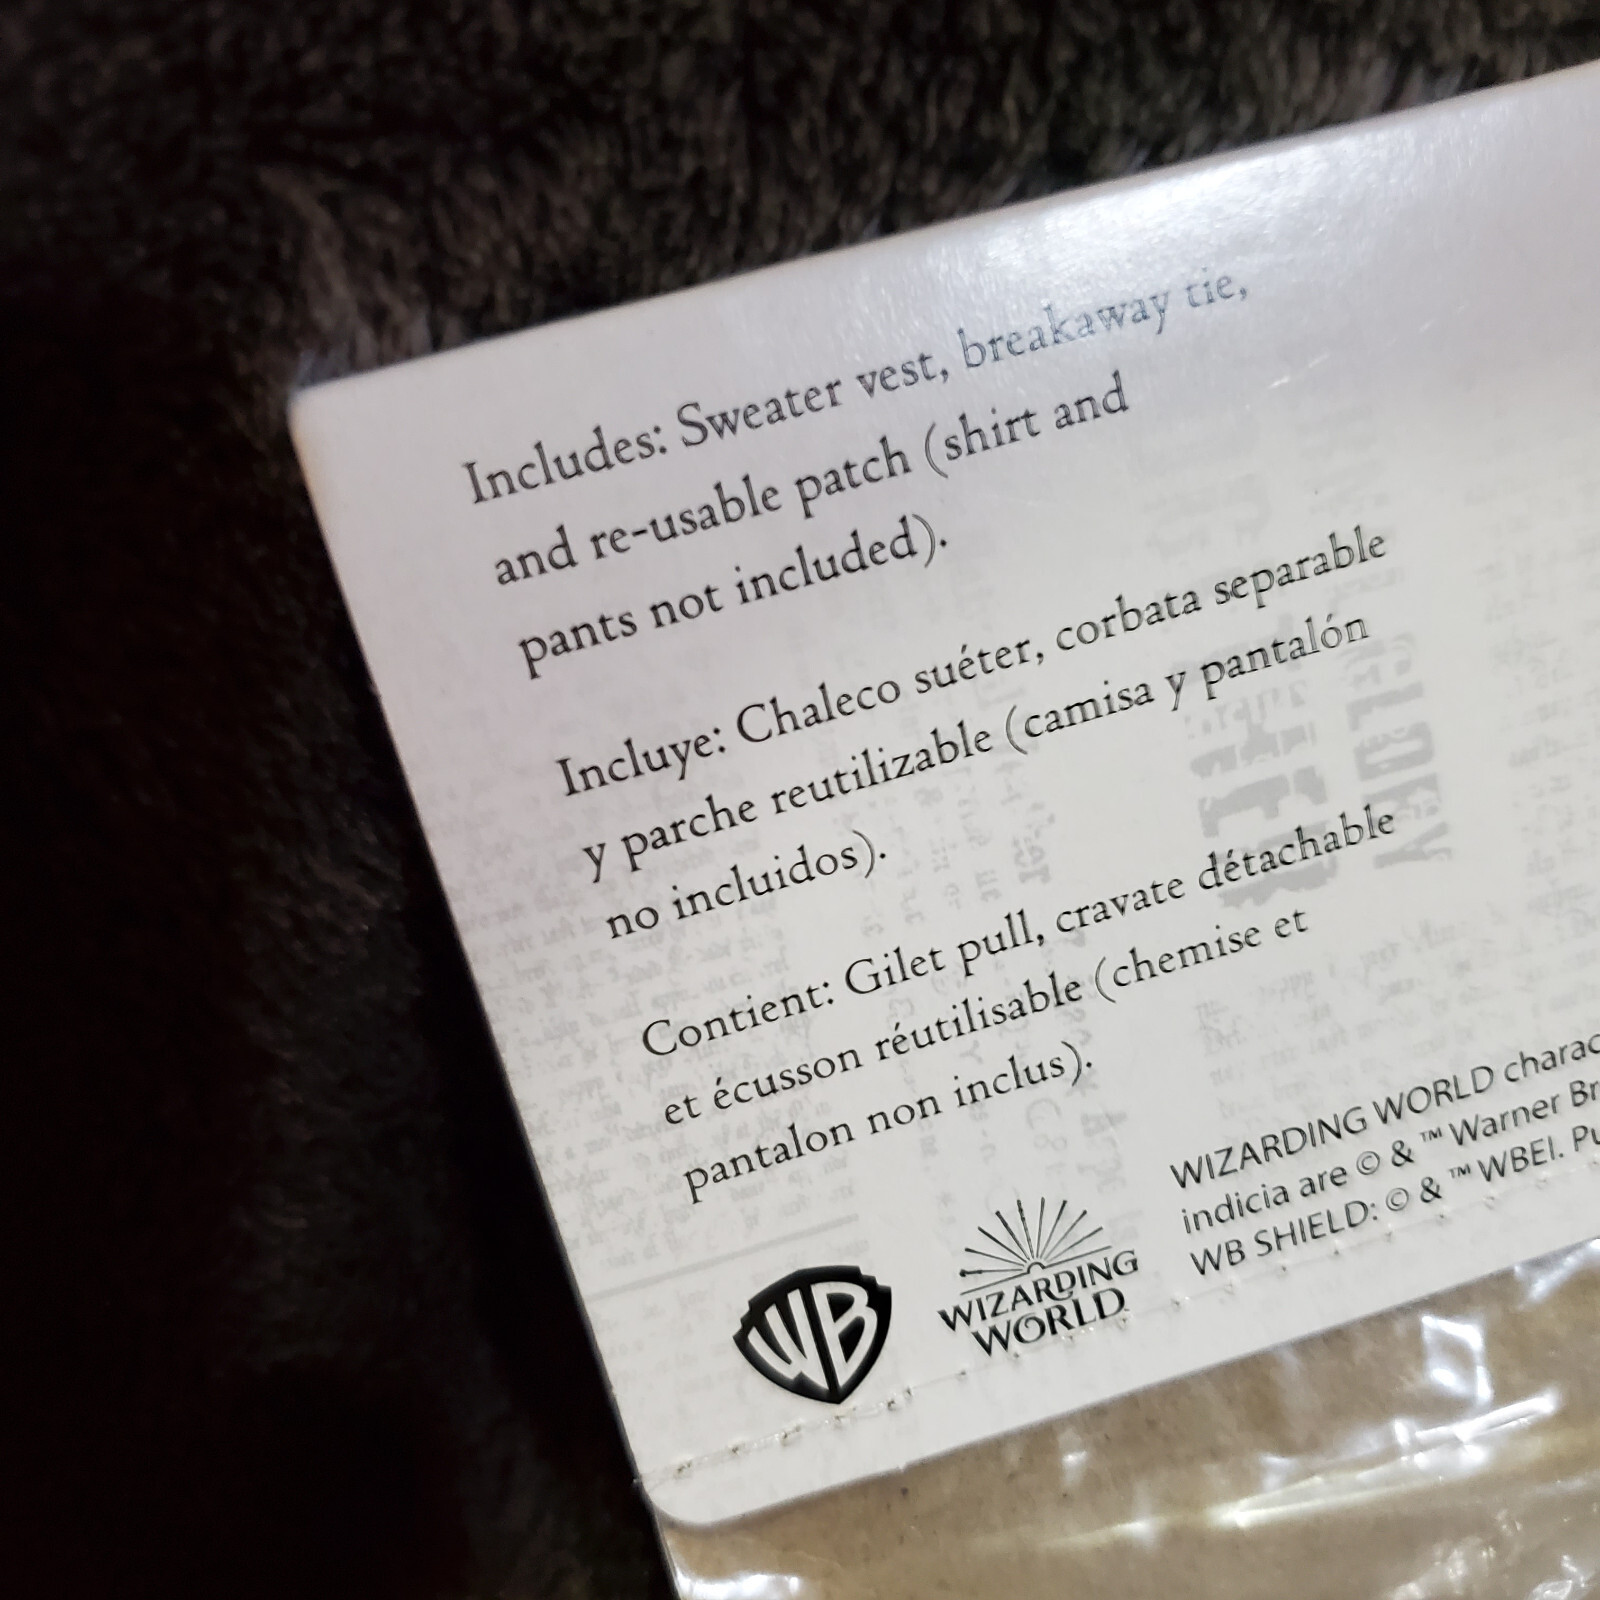 Includes: Sweater vest, breakaway tie,
and re-usable patch (shirt and
pants not included).
Incluye: Chaleco suéter, corbata separable
y parche reutilizable (camisa y pantalón
no incluidos).
Contient: Gilet pull, cravate détachable
et écusson réutilisable (chemise et
pantalon non inclus).
WB
WIZARDING
WORLD
WIZARDING WORLD
indicia are © & ™ Warner
WB SHIELD: © & ™ WBEI.